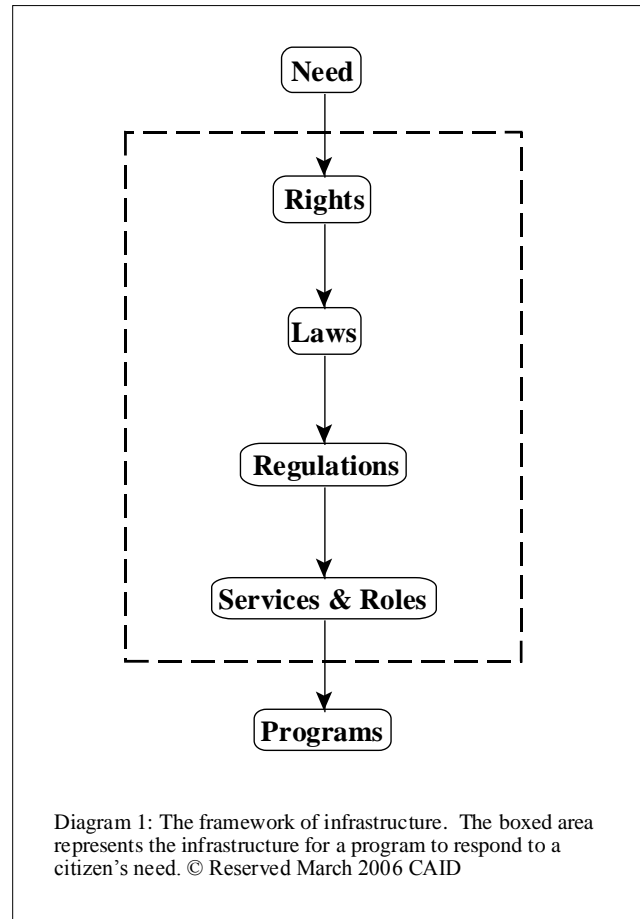 Need
Rights
Laws
Regulations
Services & Roles
Programs
Diagram 1: The framework of infrastructure.  The boxed area
represents the infrastructure for a program to respond to a
citizen’s need. © Reserved March 2006 CAID